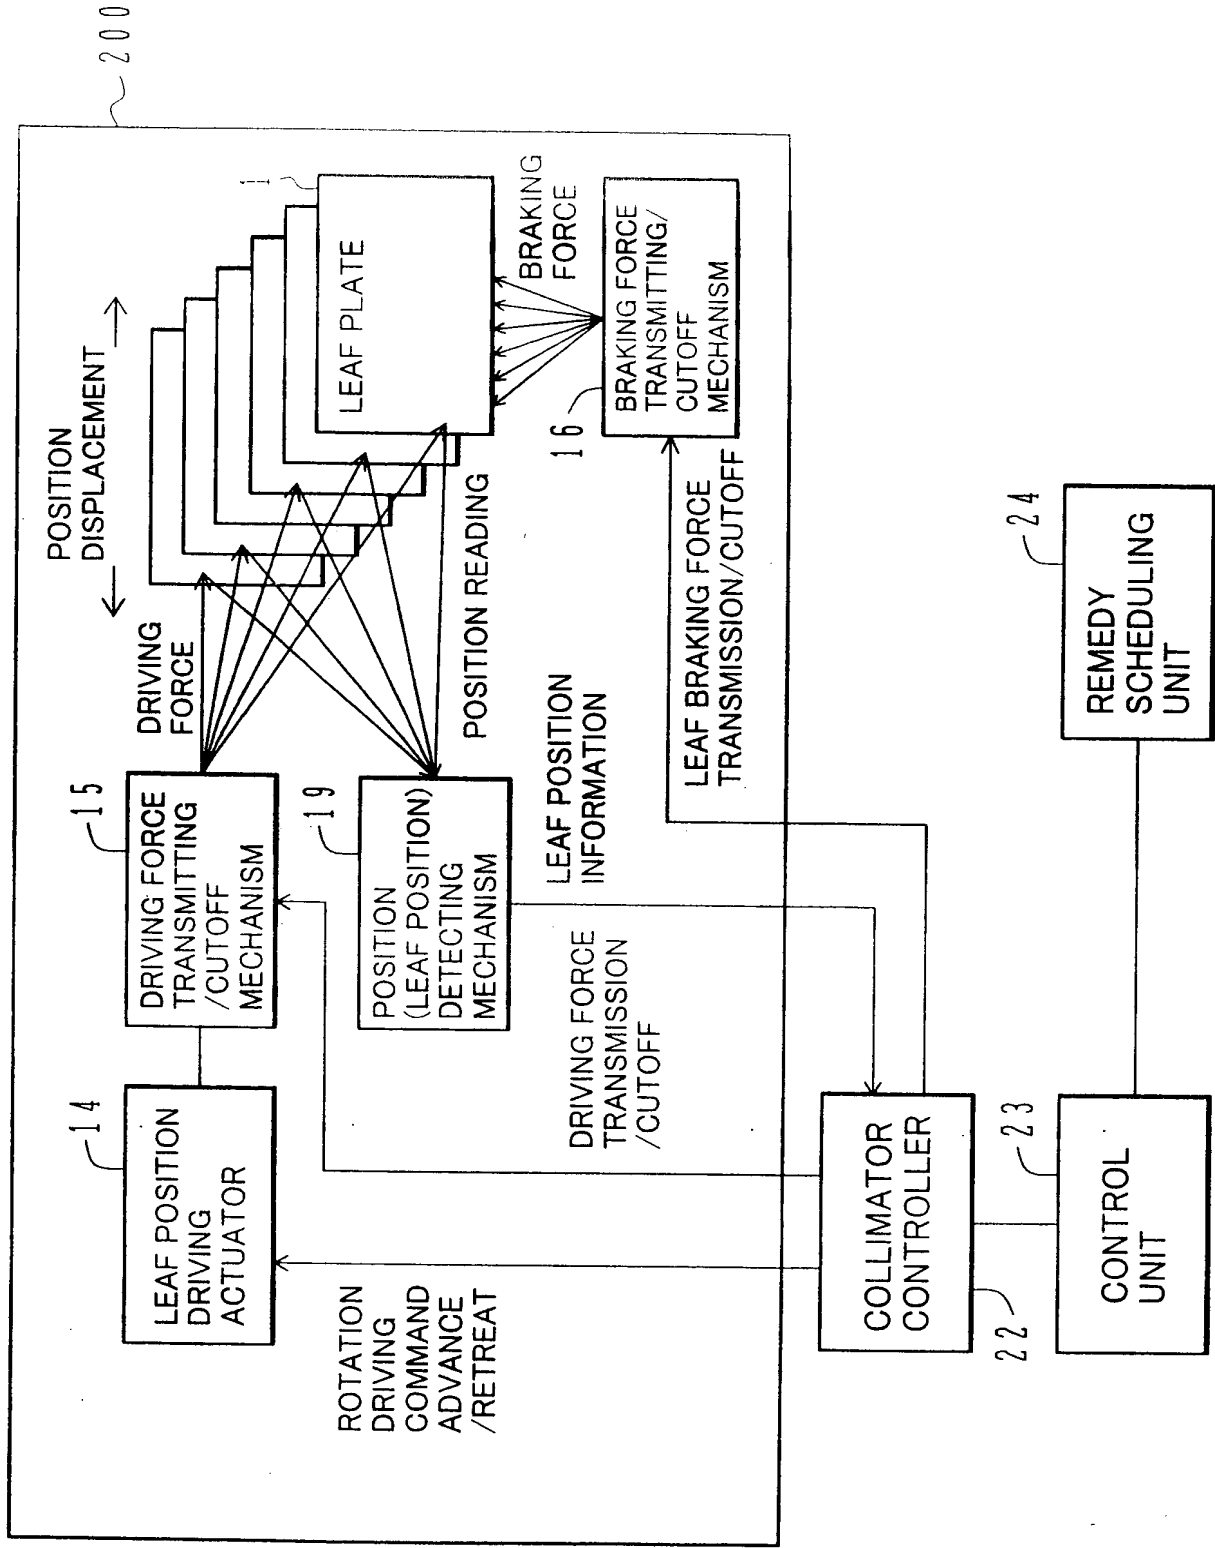 200
POSITION
DISPLACEMENT
1
LEAF PLATE
14
LEAF POSITION
DRIVING
ACTUATOR
15
DRIVING FORCE
TRANSMITTING
/CUTOFF
MECHANISM
DRIVING
FORCE
19
POSITION
(LEAF POSITION)
DETECTING
MECHANISM
POSITION READING
BRAKING
FORCE
16
BRAKING FORCE
TRANSMITTING/
CUTOFF
MECHANISM
ROTATION
DRIVING
COMMAND
ADVANCE
/RETREAT
DRIVING FORCE
TRANSMISSION
/CUTOFF
LEAF POSITION
INFORMATION
LEAF BRAKING FORCE
TRANSMISSION/CUTOFF
COLLIMATOR
CONTROLLER
22
23
CONTROL
UNIT
24
REMEDY
SCHEDULING
UNIT